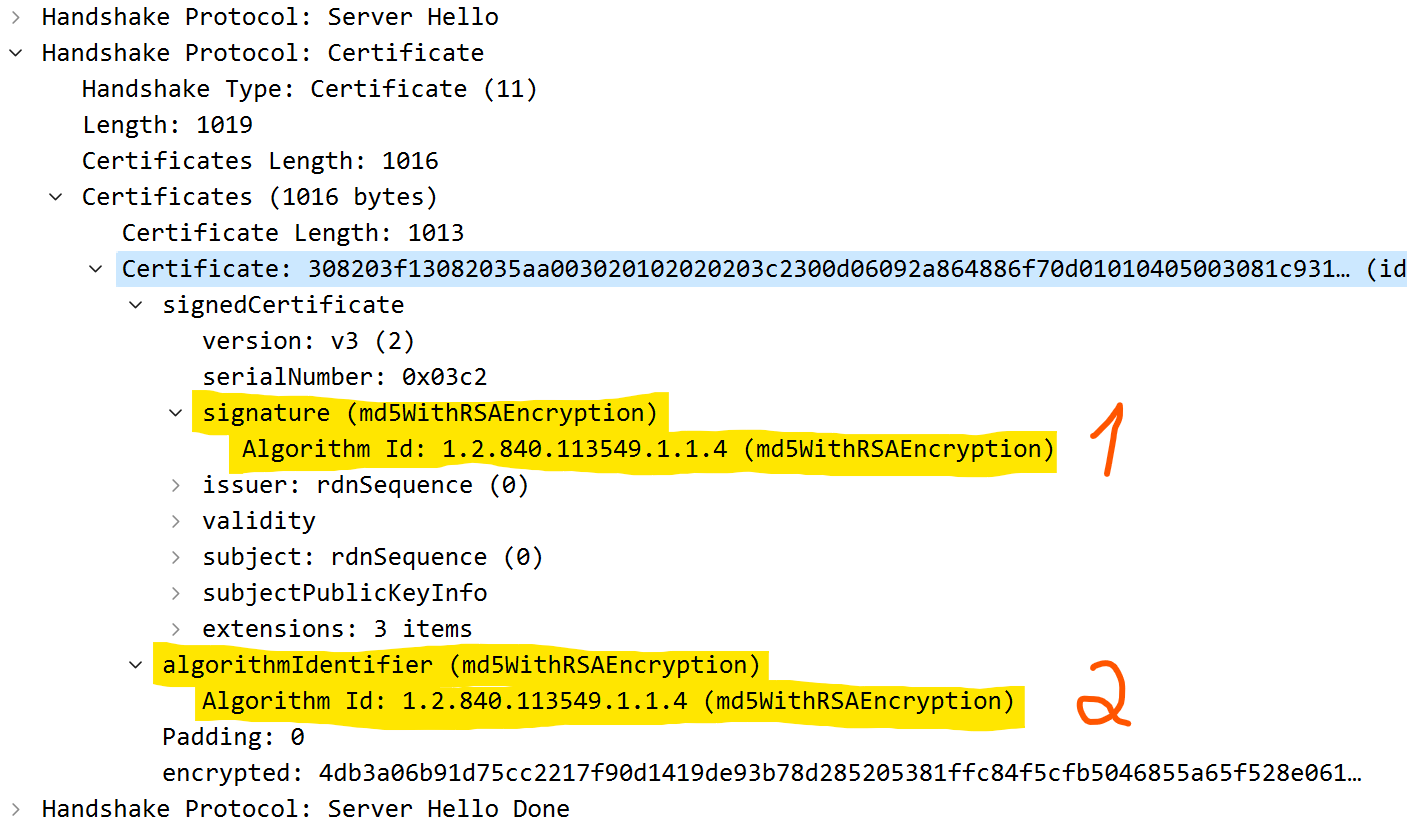 Handshake Protocol: Server Hello
Handshake Protocol: Certificate
Handshake Type: Certificate (11)
Length: 1019
Certificates Length: 1016
Certificates (1016 bytes)
Certificate Length: 1013
Certificate: 308203f13082035aa003020102020203c2300d06092a864886f70d01010405003081c931… (id
signedCertificate
version: v3 (2)
serialNumber: 0x03c2
signature (md5WithRSAEncryption)
Algorithm Id: 1.2.840.113549.1.1.4 (md5WithRSAEncryption)
1
issuer: rdnSequence (0)
validity
subject: rdnSequence (0)
subjectPublicKeyInfo
extensions: 3 items
algorithmIdentifier (md5WithRSAEncryption)
Algorithm Id: 1.2.840.113549.1.1.4 (md5WithRSAEncryption)
2
Padding: 0
encrypted: 4db3a06b91d75cc2217f90d1419de93b78d285205381ffc84f5cfb5046855a65f528e061…
Handshake Protocol: Server Hello Done